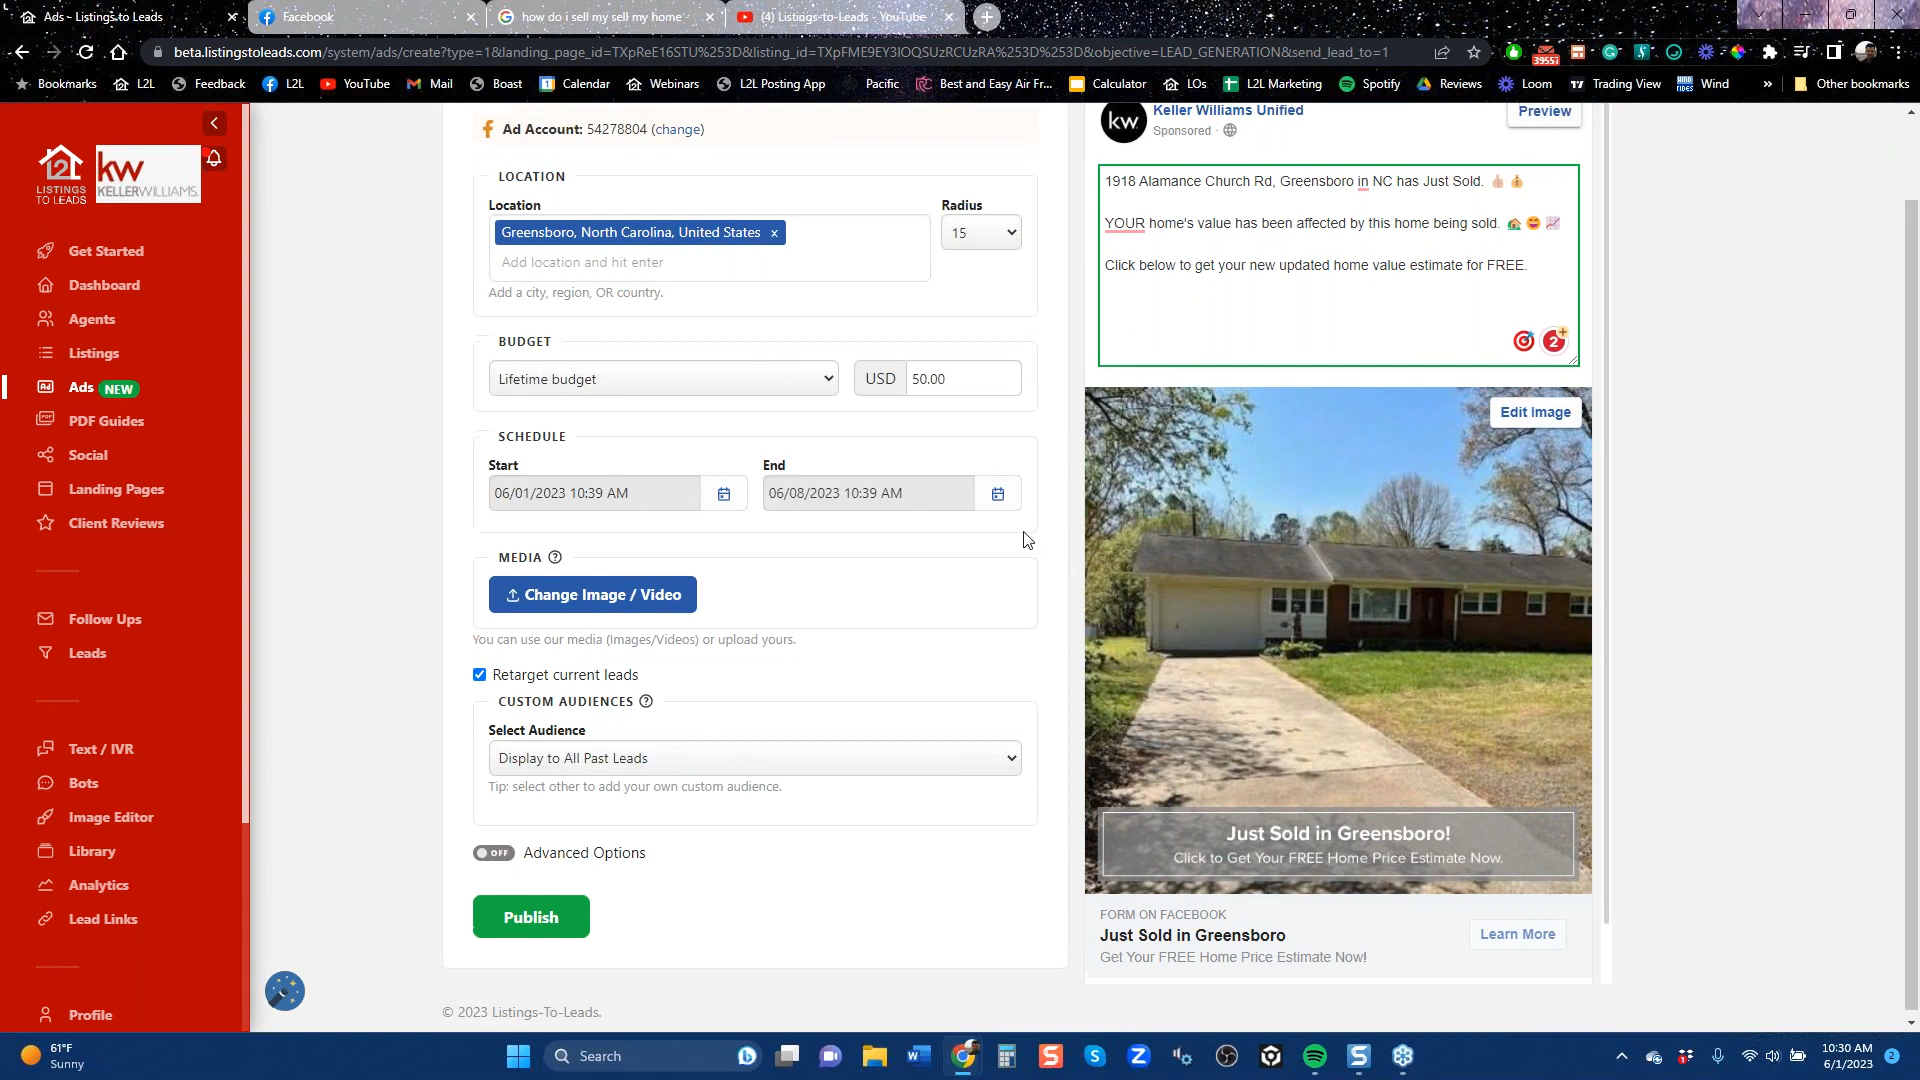 Ads - Listings to Leads
Facebook
how do i sell my sell my home
(4) Listings-to-Leads - YouTube
beta.listingstoleads.com/system/ads/create?type=1&landing_page_id=TXpReE16STU%253D&listing_id=TXpFME9EY3lOQSUzRCUzRA%253D%253D&objective=LEAD_GENERATION&send_lead_to=1
39557
Bookmarks
L2L
Feedback
L2L
YouTube
Mail
Boast
Calendar
Webinars
L2L Posting App
Pacific
Best and Easy Air Fr...
Calculator
LOs
L2L Marketing
Spotify
Reviews
Loom
Trading View
Wind
»
Other bookmarks
LISTINGS
TO LEADS
kw
KELLERWILLIAMS.
Get Started
Dashboard
Agents
Listings
Ads NEW
PDF Guides
Social
Landing Pages
Client Reviews
Follow Ups
Leads
Text / IVR
Bots
Image Editor
Library
Analytics
Lead Links
Profile
Ad Account: 54278804 (change)
LOCATION
Location
Radius
Greensboro, North Carolina, United States x
15
Add location and hit enter
Add a city, region, OR country.
BUDGET
Lifetime budget
USD 50.00
SCHEDULE
Start
End
06/01/2023 10:39 AM
06/08/2023 10:39 AM
MEDIA
Change Image / Video
You can use our media (Images/Videos) or upload yours.
Retarget current leads
CUSTOM AUDIENCES
Select Audience
Display to All Past Leads
Tip: select other to add your own custom audience.
OFF Advanced Options
Publish
© 2023 Listings-To-Leads.
kw
Keller Williams Unified
Sponsored ·
Preview
1918 Alamance Church Rd, Greensboro in NC has Just Sold. 👍🏻 💰
YOUR home's value has been affected by this home being sold. 🏡 😍 📈
Click below to get your new updated home value estimate for FREE.
2
Edit Image
Just Sold in Greensboro!
Click to Get Your FREE Home Price Estimate Now.
FORM ON FACEBOOK
Just Sold in Greensboro
Get Your FREE Home Price Estimate Now!
Learn More
61°F
Sunny
Search
10:30 AM
6/1/2023
2